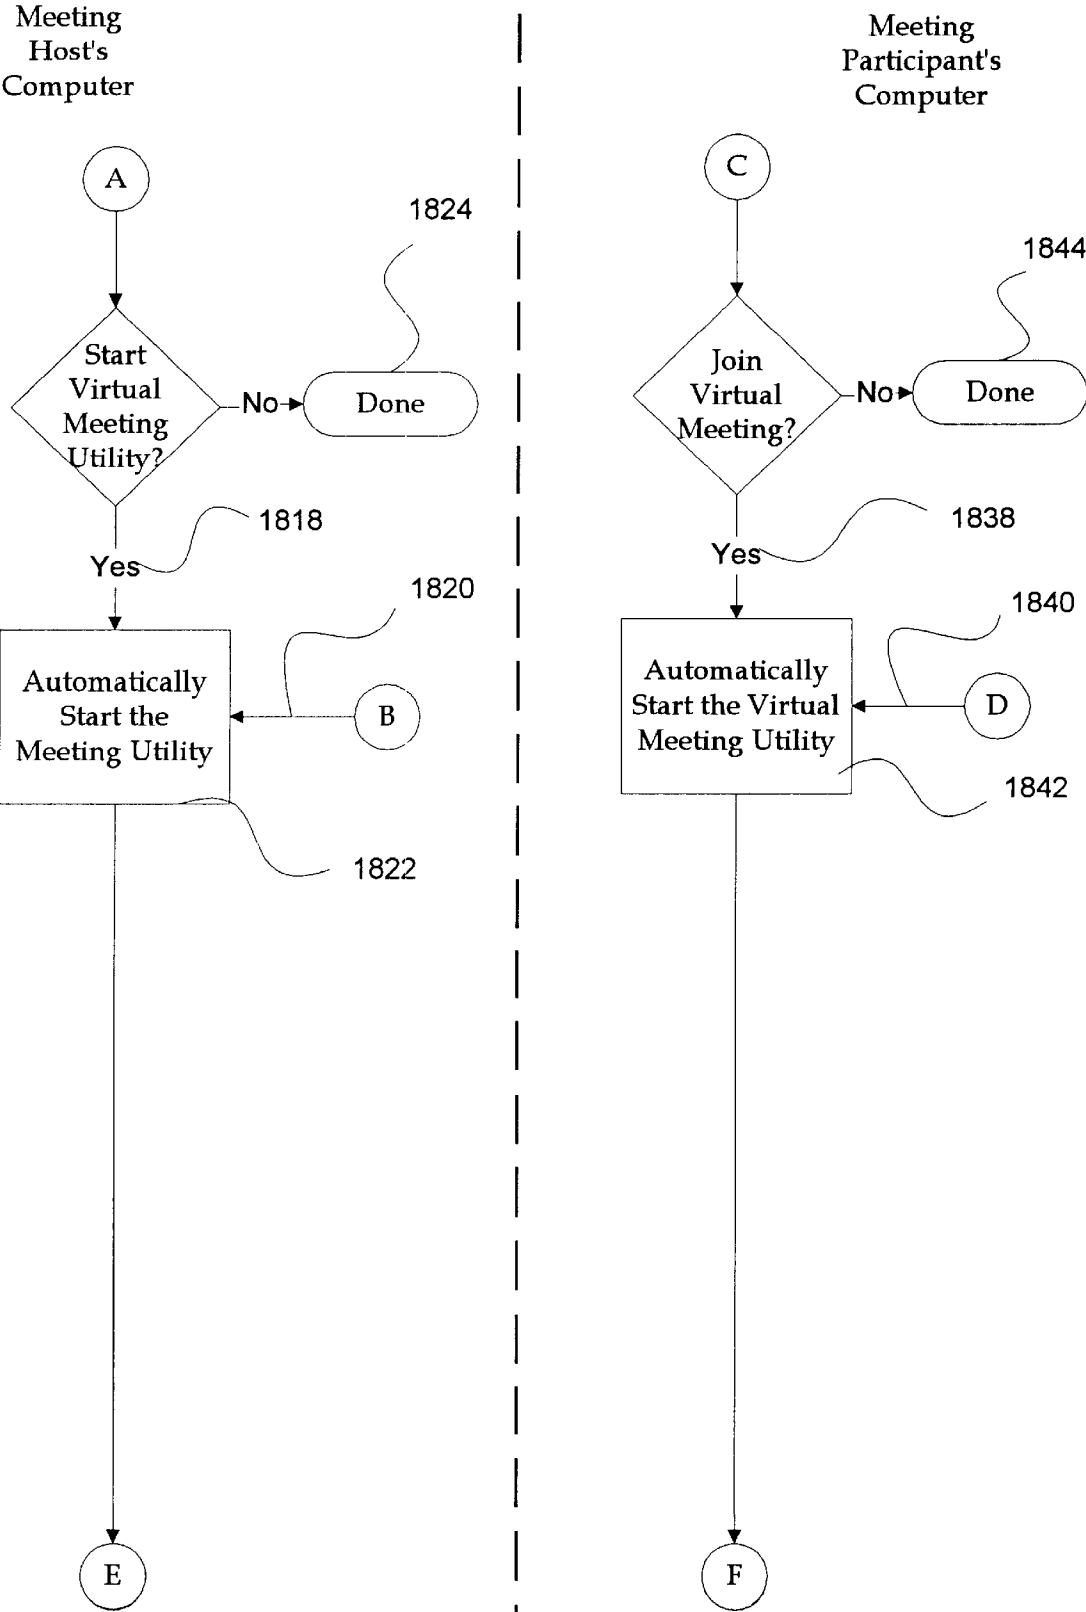 Meeting
Host's
Computer
A
1824
Start
Virtual
Meeting
Utility?
No
Done
1818
Yes
1820
Automatically
Start the
Meeting Utility
B
1822
E
Meeting
Participant's
Computer
C
1844
Join
Virtual
Meeting?
No
Done
1838
Yes
1840
Automatically
Start the Virtual
Meeting Utility
D
1842
F